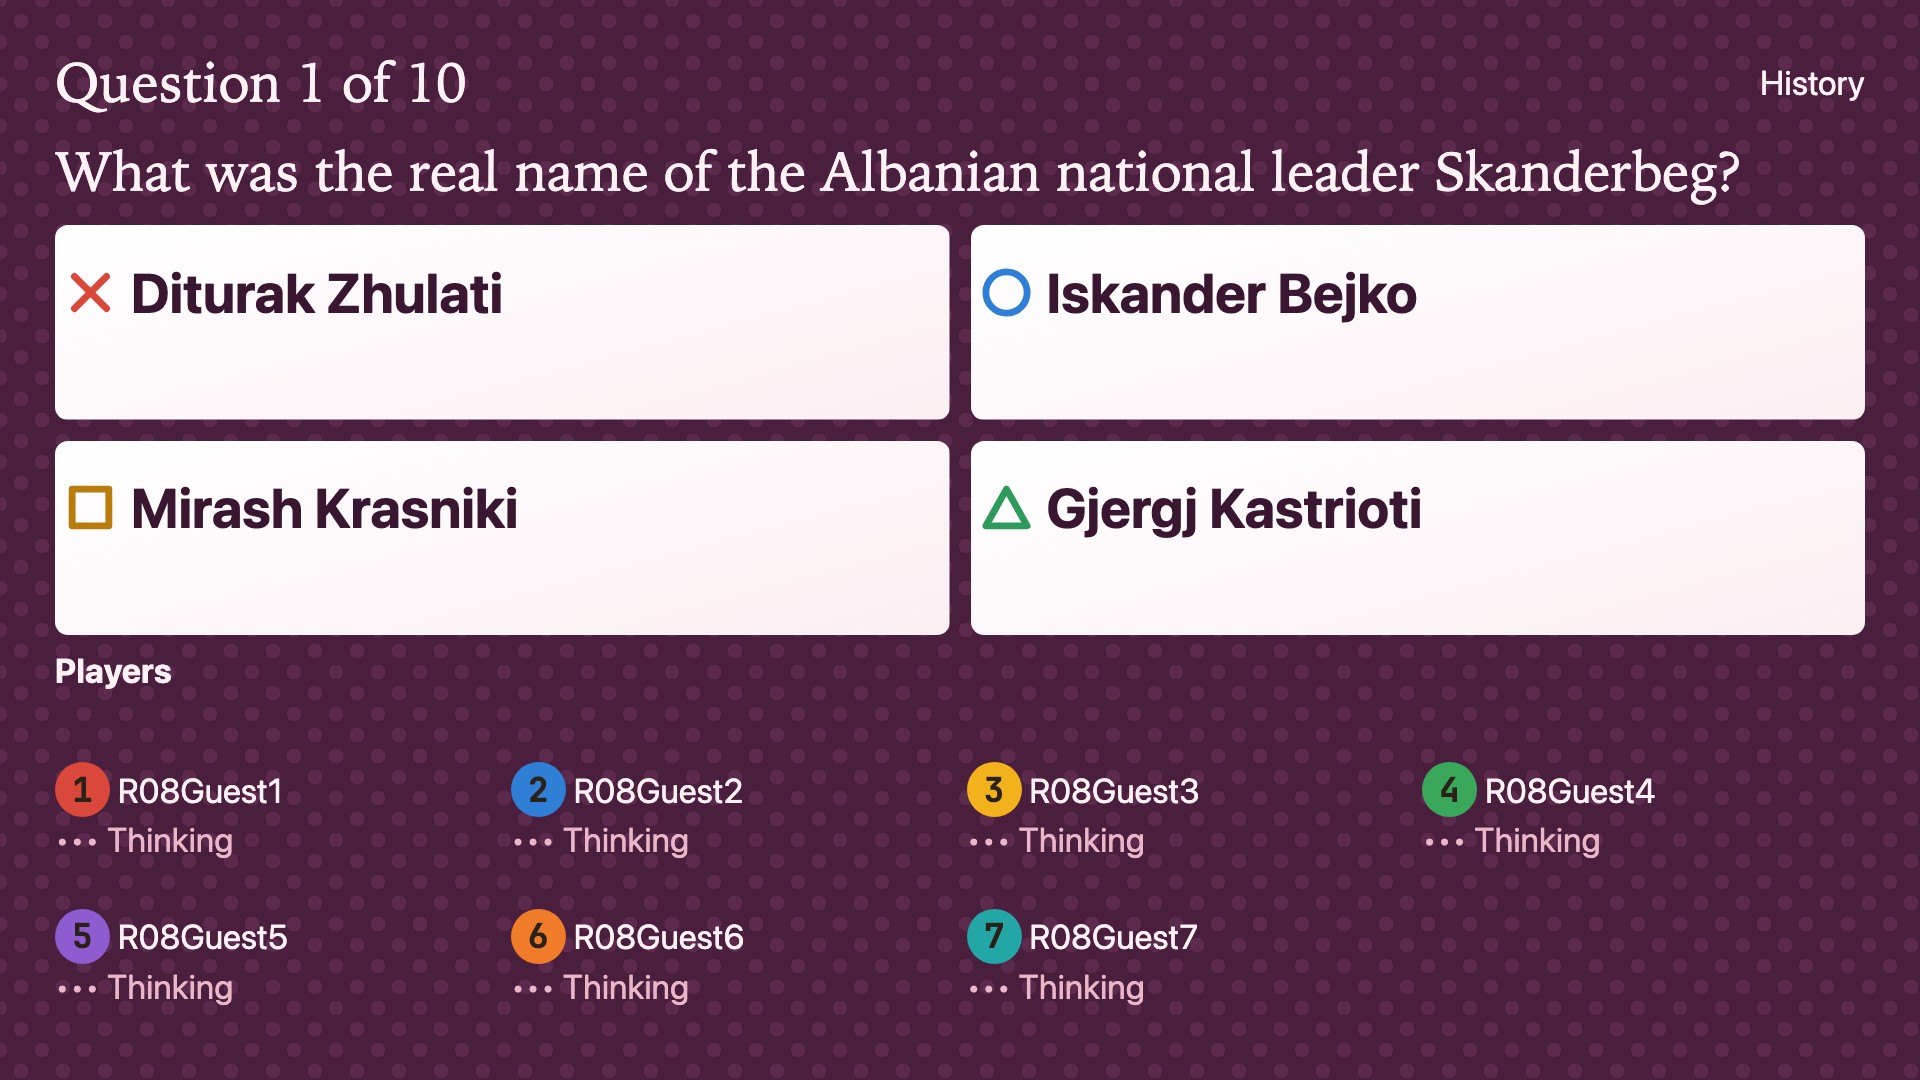 Question 1 of 10
History
What was the real name of the Albanian national leader Skanderbeg?
Diturak Zhulati
Iskander Bejko
Mirash Krasniki
Gjergj Kastrioti
Players
1 R08Guest1
... Thinking
2 R08Guest2
... Thinking
3 R08Guest3
... Thinking
4 R08Guest4
... Thinking
5 R08Guest5
... Thinking
6 R08Guest6
... Thinking
7 R08Guest7
... Thinking